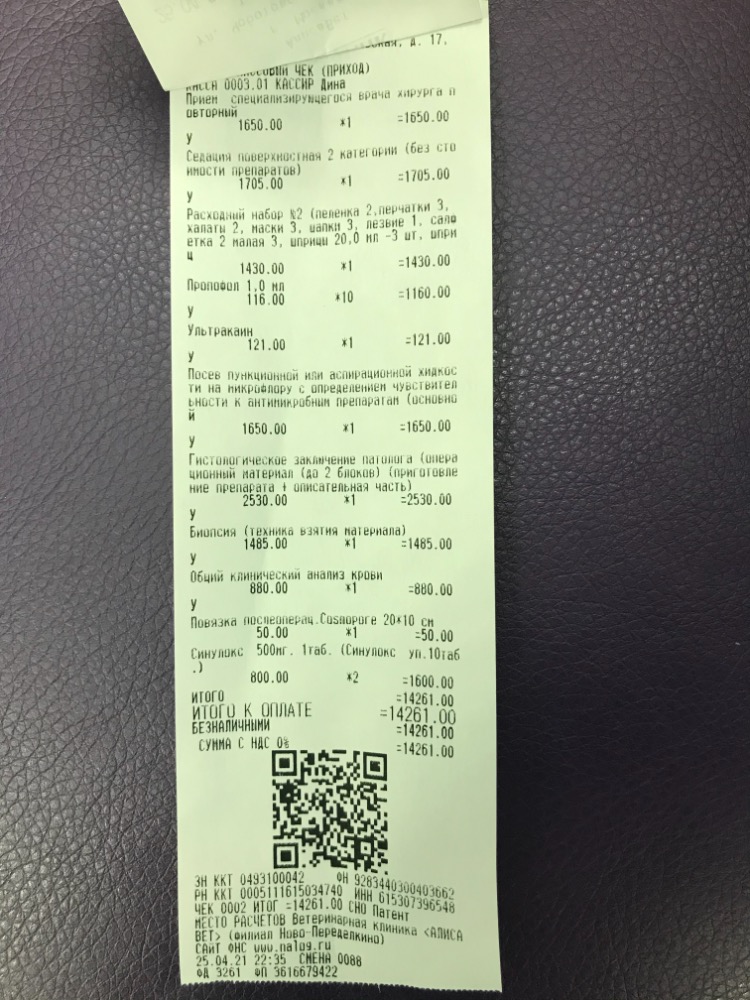 д. 17,
ЧЕК (ПРИХОД)
КАССА 0003.01 КАССИР Дина
Прием специализирующегося врача хирурга п
овторный
1650.00 *1 =1650.00
У
Седация поверхностная 2 категории (без сто
имости препаратов)
1705.00 *1 =1705.00
У
Расходный набор №2 (пеленка 2,перчатки 3,
халаты 2, маски 3, шапки 3, лезвие 1, салф
етка 2 малая 3, шприцы 20,0 мл -3 шт, шпри
ц
1430.00 *1 =1430.00
Пропофол 1,0 мл
116.00 *10 =1160.00
У
Ультракаин
121.00 *1 =121.00
У
Посев пункционной или аспирационной жидкос
ти на микрофлору с определением чувствител
ьности к антимикробным препаратам (основно
й
1650.00 *1 =1650.00
У
Гистологическое заключение патолога (опера
ционный материал (до 2 блоков) (приготовле
ние препарата + описательная часть)
2530.00 *1 =2530.00
У
Биопсия (техника взятия материала)
1485.00 *1 =1485.00
У
Общий клинический анализ крови
880.00 *1 =880.00
У
Повязка послеоперац.Cosmopore 20*10 см
50.00 *1 =50.00
Синулокс 500мг. 1таб. (Синулокс уп.10таб
.)
800.00 *2 =1600.00
ИТОГО =14261.00
ИТОГО К ОПЛАТЕ =14261.00
БЕЗНАЛИЧНЫМИ =14261.00
СУММА С НДС 0% =14261.00
ЗН ККТ 0493100042 ФН 9283440300403662
РН ККТ 0005111615034740 ИНН 615307396548
ЧЕК 0002 ИТОГ =14261.00 СНО Патент
МЕСТО РАСЧЕТОВ Ветеринарная клиника <АЛИСА
ВЕТ> (филиал Ново-Переделкино)
САЙТ ФНС www.nalog.ru
25.04.21 22:35 СМЕНА 0088
ФД 3261 ФП 3616679422